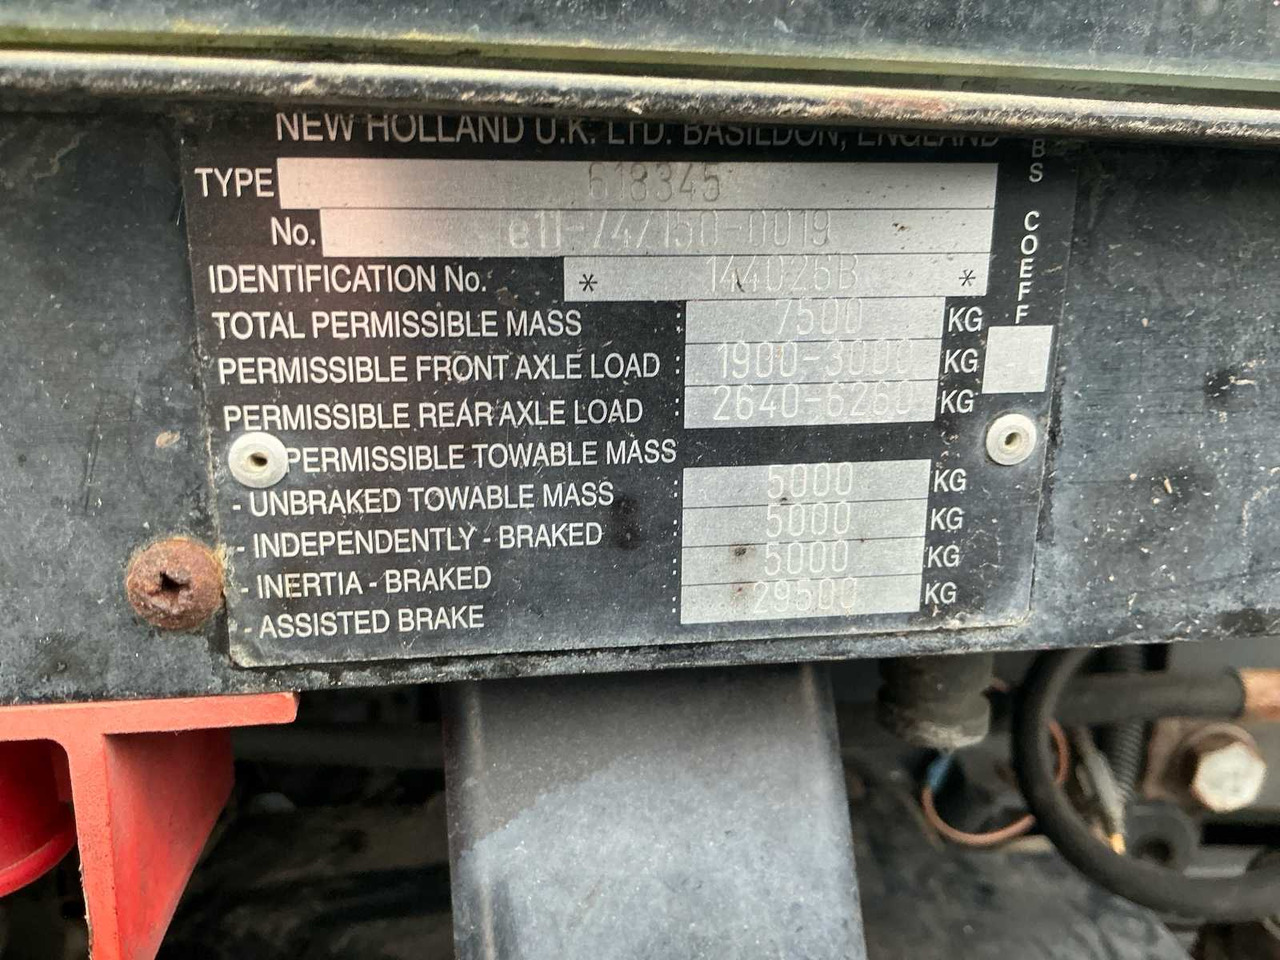 NEW HOLLAND U.K. LTD. BASILDON, ENGLAND
TYPE 618345
No. e11-74/150-0019
IDENTIFICATION No. * 144026B *
TOTAL PERMISSIBLE MASS : 7500 KG
PERMISSIBLE FRONT AXLE LOAD : 1900-3000 KG
PERMISSIBLE REAR AXLE LOAD : 2640-6260 KG
PERMISSIBLE TOWABLE MASS
- UNBRAKED TOWABLE MASS : 5000 KG
- INDEPENDENTLY - BRAKED : 5000 KG
- INERTIA - BRAKED : 5000 KG
- ASSISTED BRAKE : 29500 KG
BS COEFF